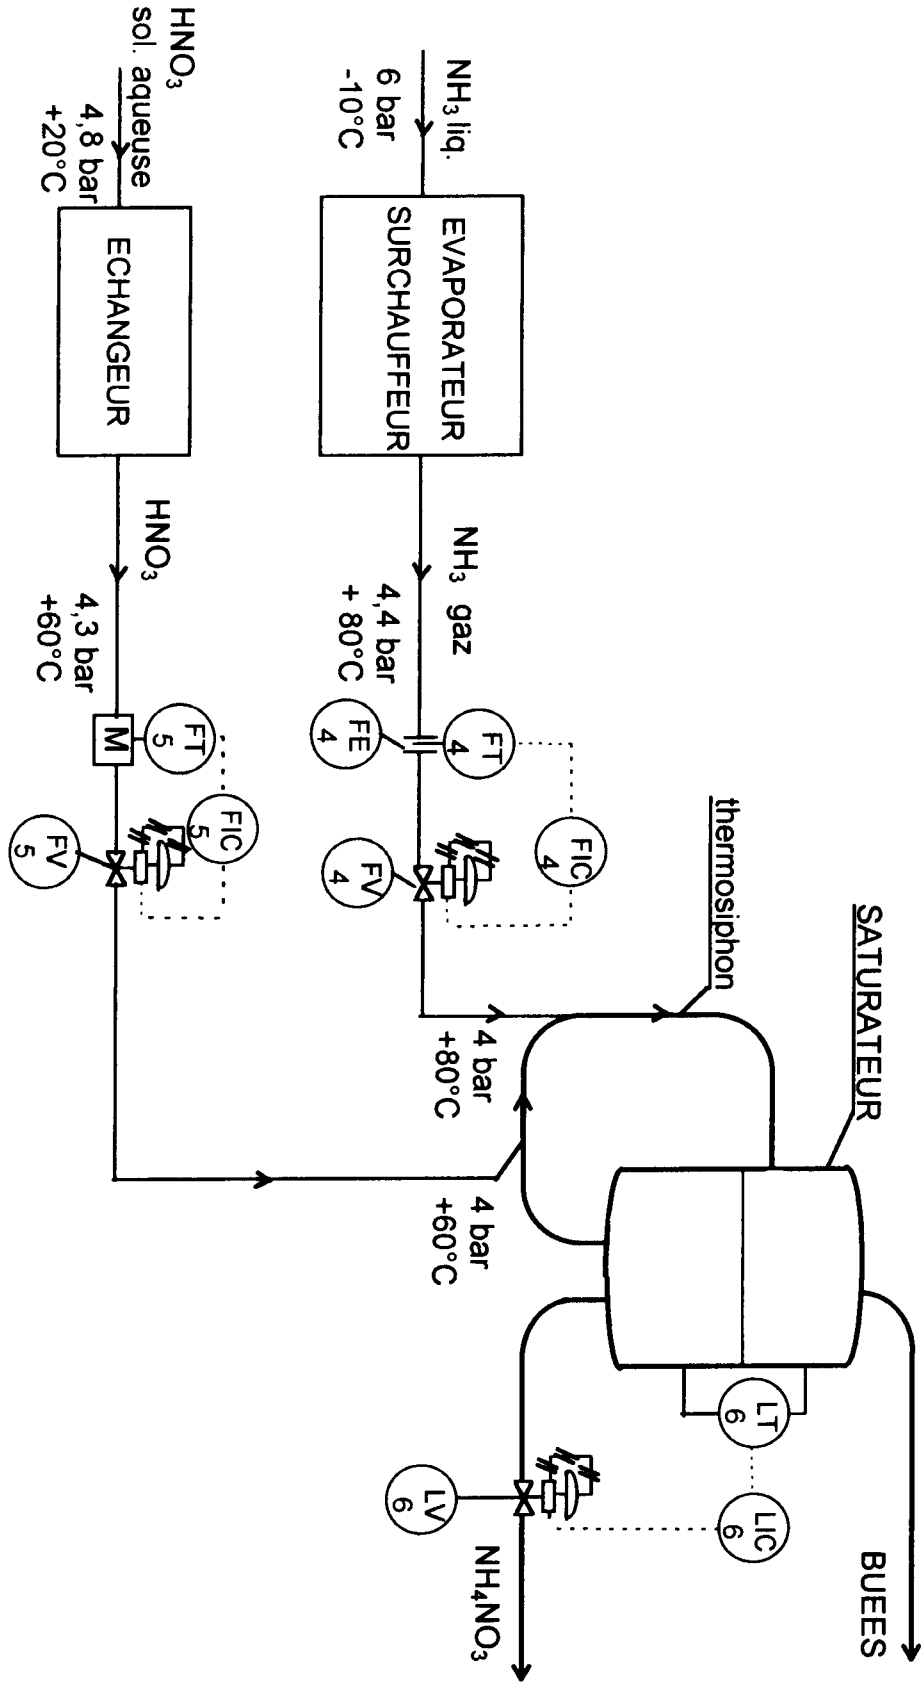 HNO₃
sol. aqueuse
4,8 bar
+20°C
ECHANGEUR
HNO₃
4,3 bar
+60°C
M
FT
5
FIC
5
FV
5
NH₃ liq.
6 bar
-10°C
EVAPORATEUR
SURCHAUFFEUR
NH₃ gaz
4,4 bar
+ 80°C
FE
4
FT
4
FIC
4
FV
4
thermosiphon
SATURATEUR
4 bar
+80°C
4 bar
+60°C
LT
6
LIC
6
LV
6
BUEES
NH₄NO₃